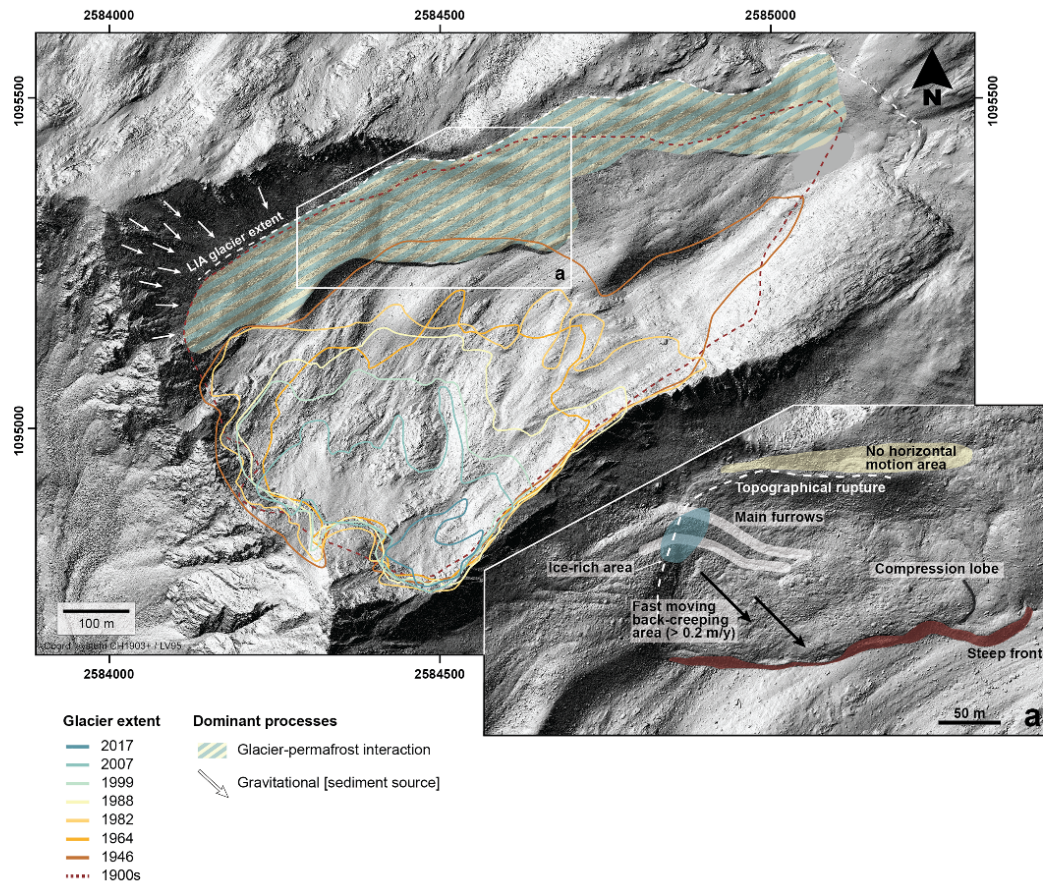 2584000
2584500
2585000
1095500
1095500
N
LIA glacier extent
a
1095000
No horizontal
motion area
Topographical rupture
Main furrows
Ice-rich area
Compression lobe
Fast moving
back-creeping
area (> 0.2 m/y)
Steep front
100 m
Coord. system CH1903+ / LV95
50 m
a
2584000
2584500
Glacier extent
2017
2007
1999
1988
1982
1964
1946
1900s
Dominant processes
Glacier-permafrost interaction
Gravitational [sediment source]